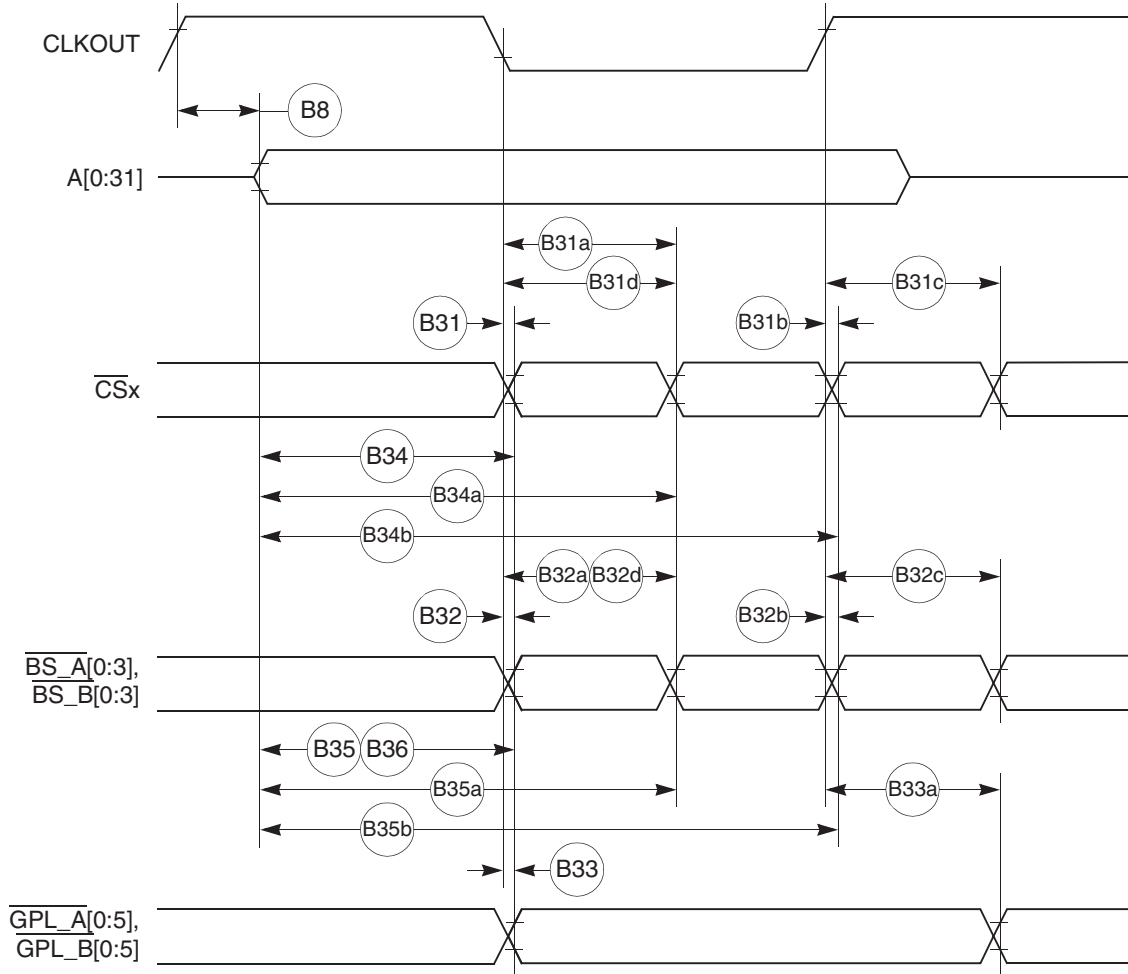 CLKOUT
B8
A[0:31]
B31a
B31d
B31c
B31
B31b
CSx
B34
B34a
B34b
B32a B32d
B32c
B32
B32b
BS_A[0:3],
BS_B[0:3]
B35 B36
B35a
B33a
B35b
B33
GPL_A[0:5],
GPL_B[0:5]